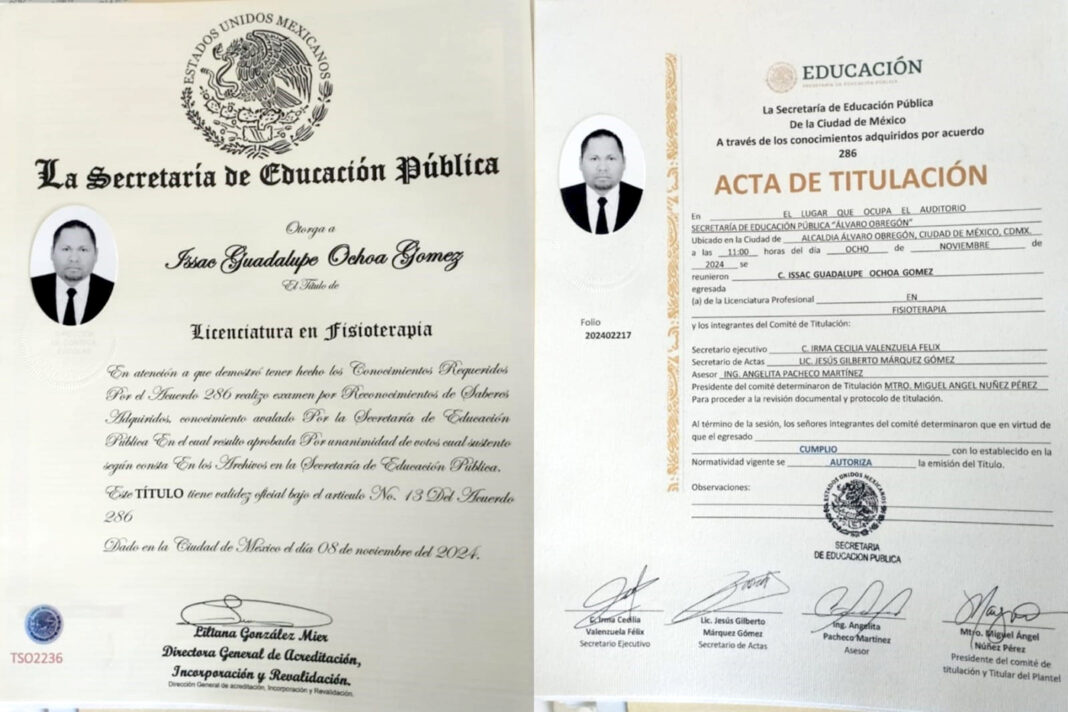 ESTADOS UNIDOS MEXICANOS
La Secretaría de Educación Pública
Otorga a
Issac Guadalupe Ochoa Gomez
El Título de
Licenciatura en Fisioterapia
En atención a que demostró tener hecho los Conocimientos Requeridos
Por el Acuerdo 286 realizo examen por Reconocimientos de Saberes
Adquiridos, conocimiento avalado Por la Secretaría de Educación
Pública En el cual resulto aprobada Por unanimidad de votos cual sustento
según consta En los Archivos en la Secretaría de Educación Pública.
Este TÍTULO tiene validez oficial bajo el articulo No. 13 Del Acuerdo
286
Dado en la Ciudad de México el día 08 de noviembre del 2024.
TSO2236
Liliana González Mier
Directora General de Acreditación,
Incorporación y Revalidación.
Dirección General de acreditación, Incorporación y Revalidación.
EDUCACIÓN
SECRETARÍA DE EDUCACIÓN PÚBLICA
La Secretaría de Educación Pública
De la Ciudad de México
A través de los conocimientos adquiridos por acuerdo
286
ACTA DE TITULACIÓN
En EL LUGAR QUE OCUPA EL AUDITORIO
SECRETARÍA DE EDUCACIÓN PÚBLICA "ÁLVARO OBREGÓN"
Ubicado en la Ciudad de ALCALDIA ÁLVARO OBREGÓN, CIUDAD DE MÉXICO, CDMX.
a las 11:00 horas del día OCHO de NOVIEMBRE de
2024 se
reunieron C. ISSAC GUADALUPE OCHOA GOMEZ
egresada
(a) de la Licenciatura Profesional EN
FISIOTERAPIA
y los integrantes del Comité de Titulación:
Folio
202402217
Secretario ejecutivo C. IRMA CECILIA VALENZUELA FELIX
Secretario de Actas LIC. JESÚS GILBERTO MÁRQUEZ GÓMEZ
Asesor ING. ANGELITA PACHECO MARTÍNEZ
Presidente del comité determinaron de Titulación MTRO. MIGUEL ANGEL NUÑEZ PÉREZ
Para proceder a la revisión documental y protocolo de titulación.
Al término de la sesión, los señores integrantes del comité determinaron que en virtud de
que el egresado
CUMPLIO con lo establecido en la
Normatividad vigente se AUTORIZA la emisión del Título.
Observaciones:
ESTADOS UNIDOS MEXICANOS
SECRETARIA
DE EDUCACION PUBLICA
C. Irma Cecilia
Valenzuela Félix
Secretario Ejecutivo
Lic. Jesús Gilberto
Márquez Gómez
Secretario de Actas
Ing. Angelita
Pacheco Martínez
Asesor
Mtro. Miguel Ángel
Núñez Pérez
Presidente del comité de
titulación y Titular del Plantel